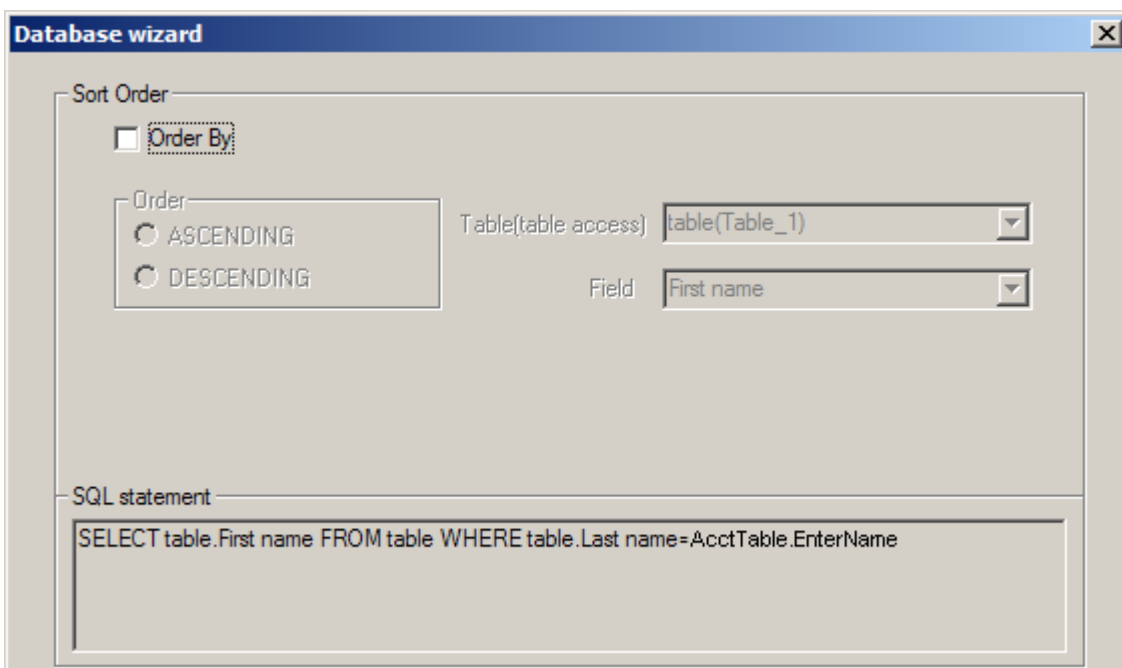 Database wizard
Sort Order
Order By
Order
ASCENDING
DESCENDING
Table(table access)
table(Table_1)
Field
First name
SQL statement
SELECT table.First name FROM table WHERE table.Last name=AcctTable.EnterName